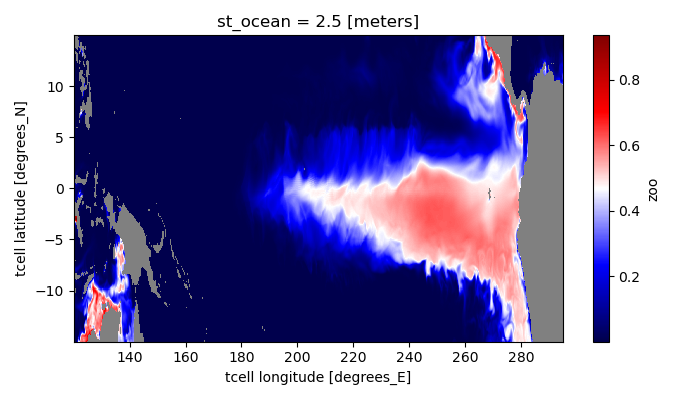 st_ocean = 2.5 [meters]
10
5
0
−5
−10
tcell latitude [degrees_N]
140 160 180 200 220 240 260 280
tcell longitude [degrees_E]
0.8
0.6
0.4
0.2
zoo